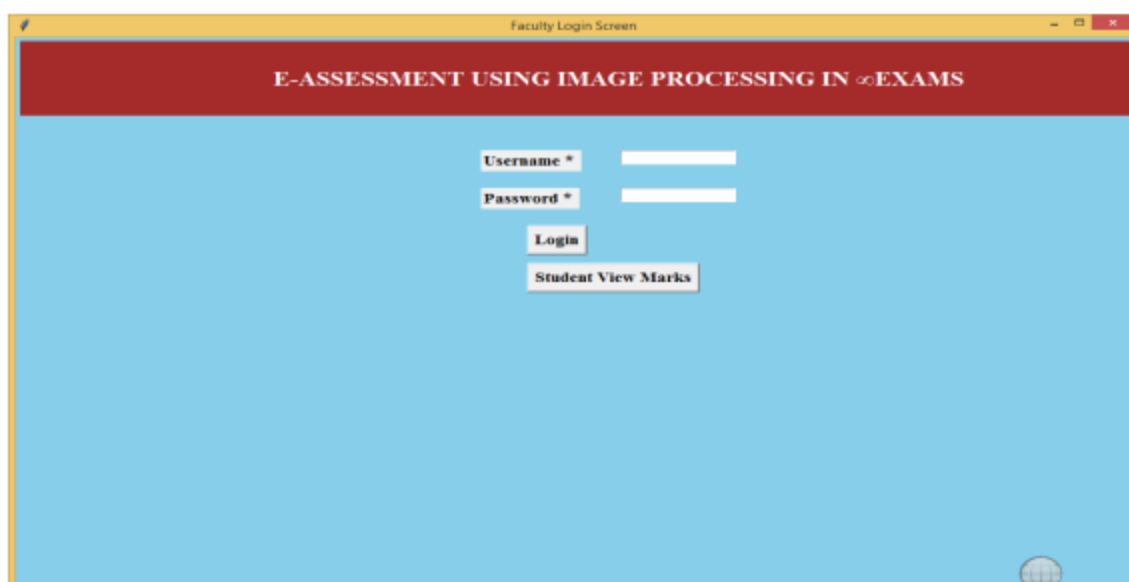 Faculty Login Screen
E-ASSESSMENT USING IMAGE PROCESSING IN ∞EXAMS
Username *
Password *
Login
Student View Marks